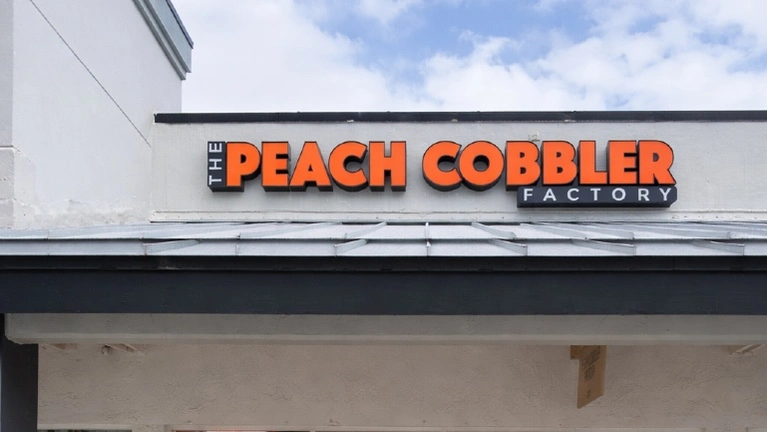 THE PEACH COBBLER
FACTORY